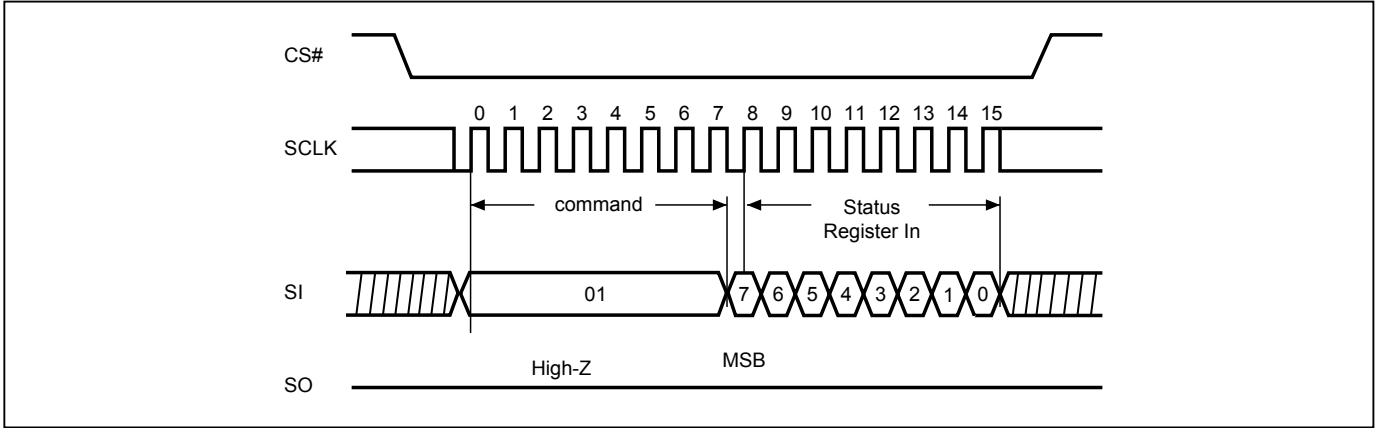 CS#
0 1 2 3 4 5 6 7 8 9 10 11 12 13 14 15
SCLK
command
Status
Register In
SI
01
7 6 5 4 3 2 1 0
High-Z
MSB
SO